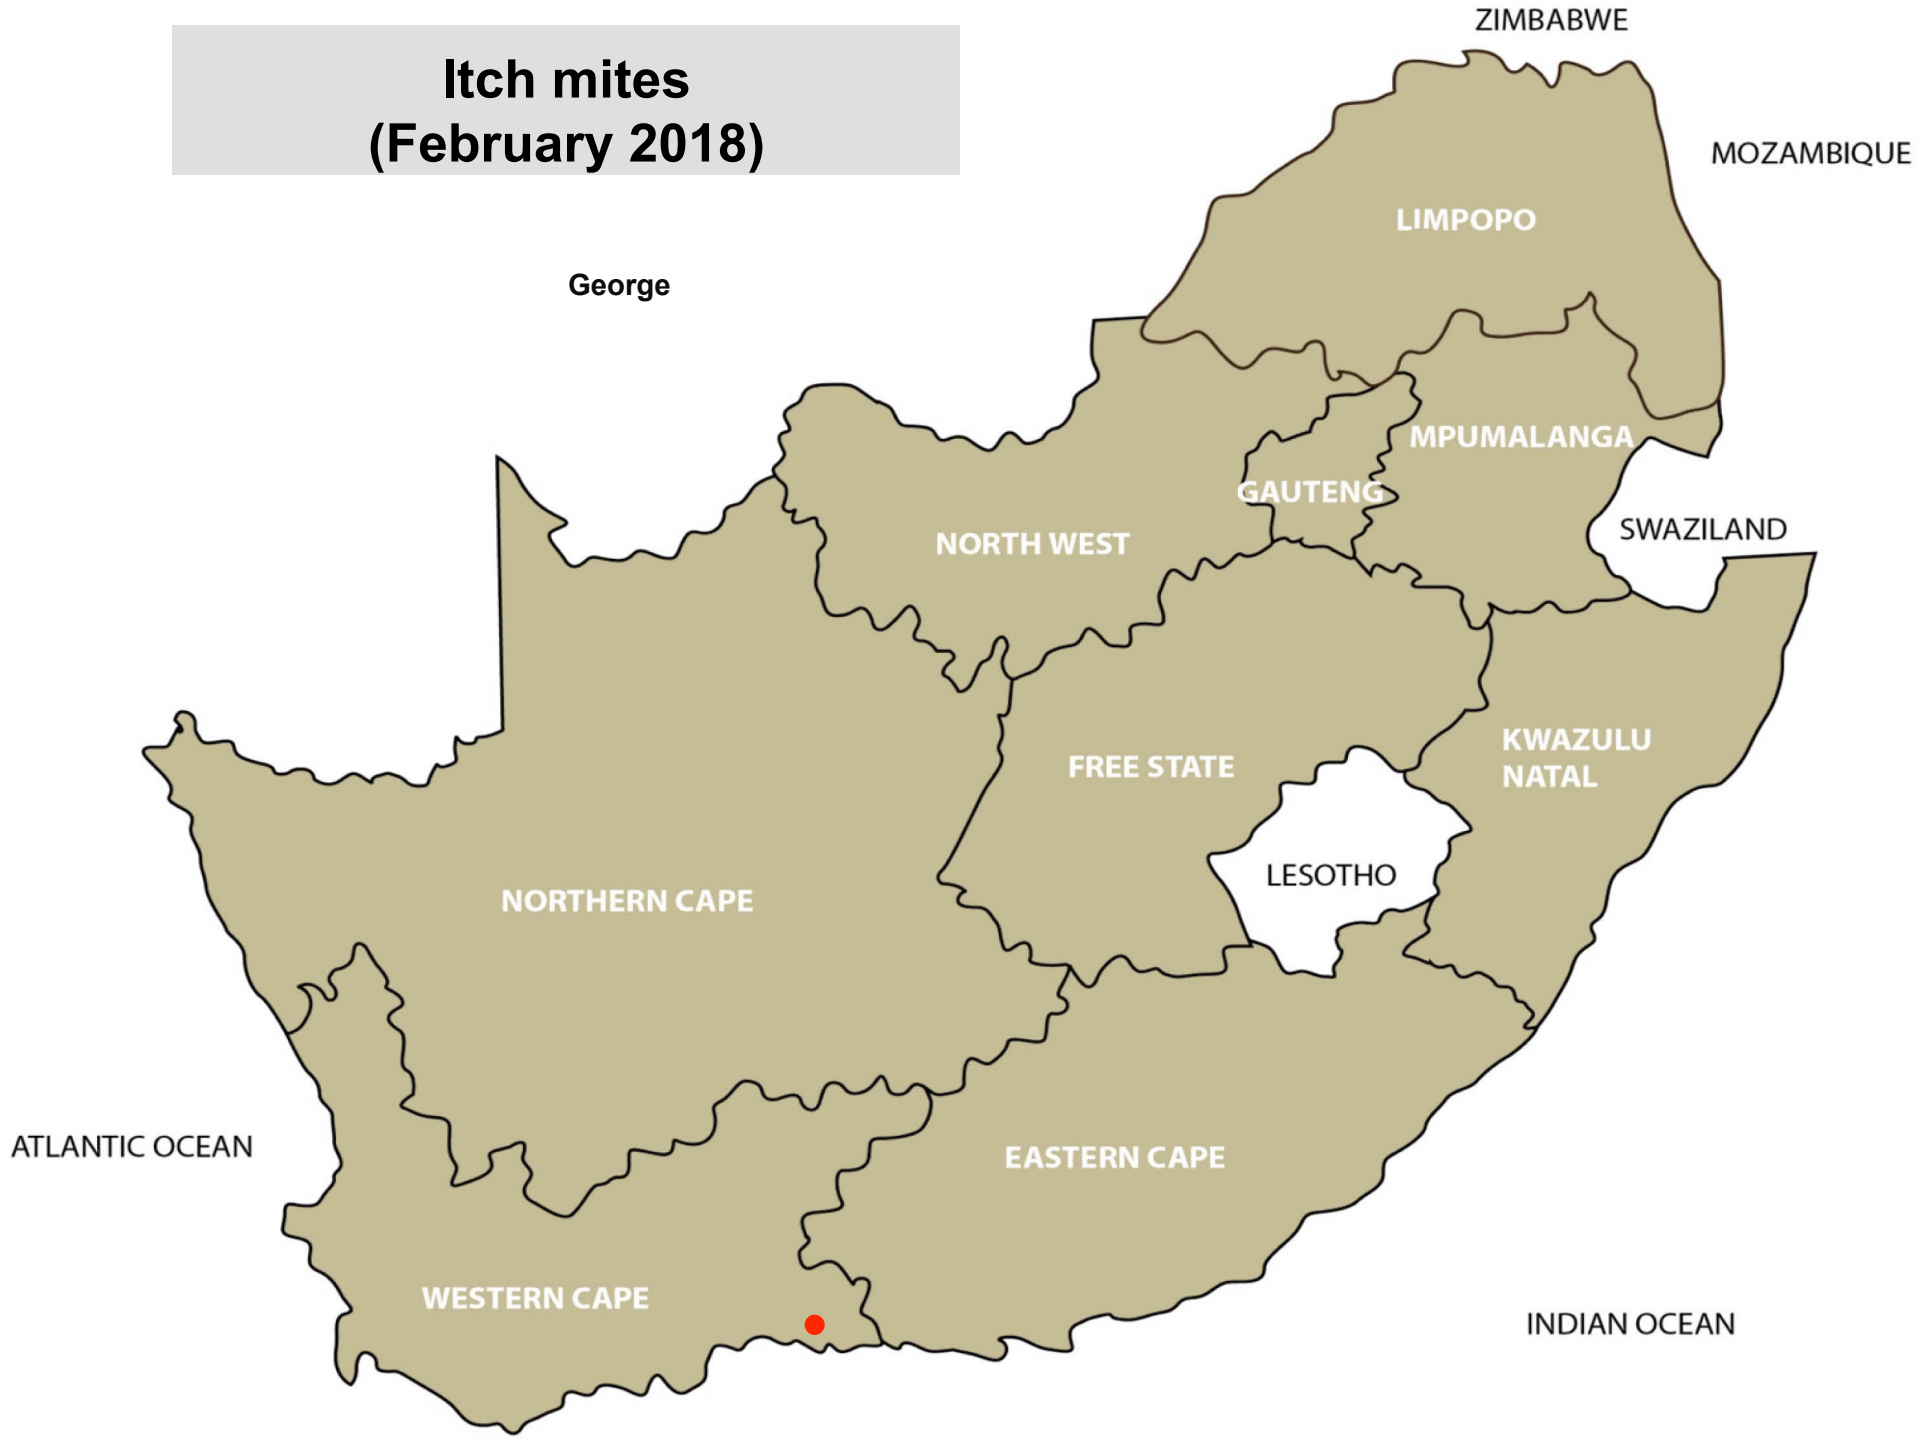 Itch mites
(February 2018)
George
ZIMBABWE
MOZAMBIQUE
LIMPOPO
MPUMALANGA
GAUTENG
NORTH WEST
SWAZILAND
KWAZULU
NATAL
FREE STATE
LESOTHO
NORTHERN CAPE
ATLANTIC OCEAN
EASTERN CAPE
WESTERN CAPE
INDIAN OCEAN